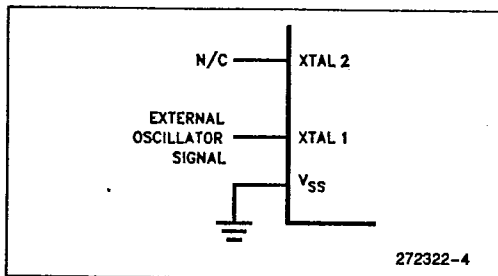 N/C XTAL 2
EXTERNAL
OSCILLATOR XTAL 1
SIGNAL
VSS
272322-4